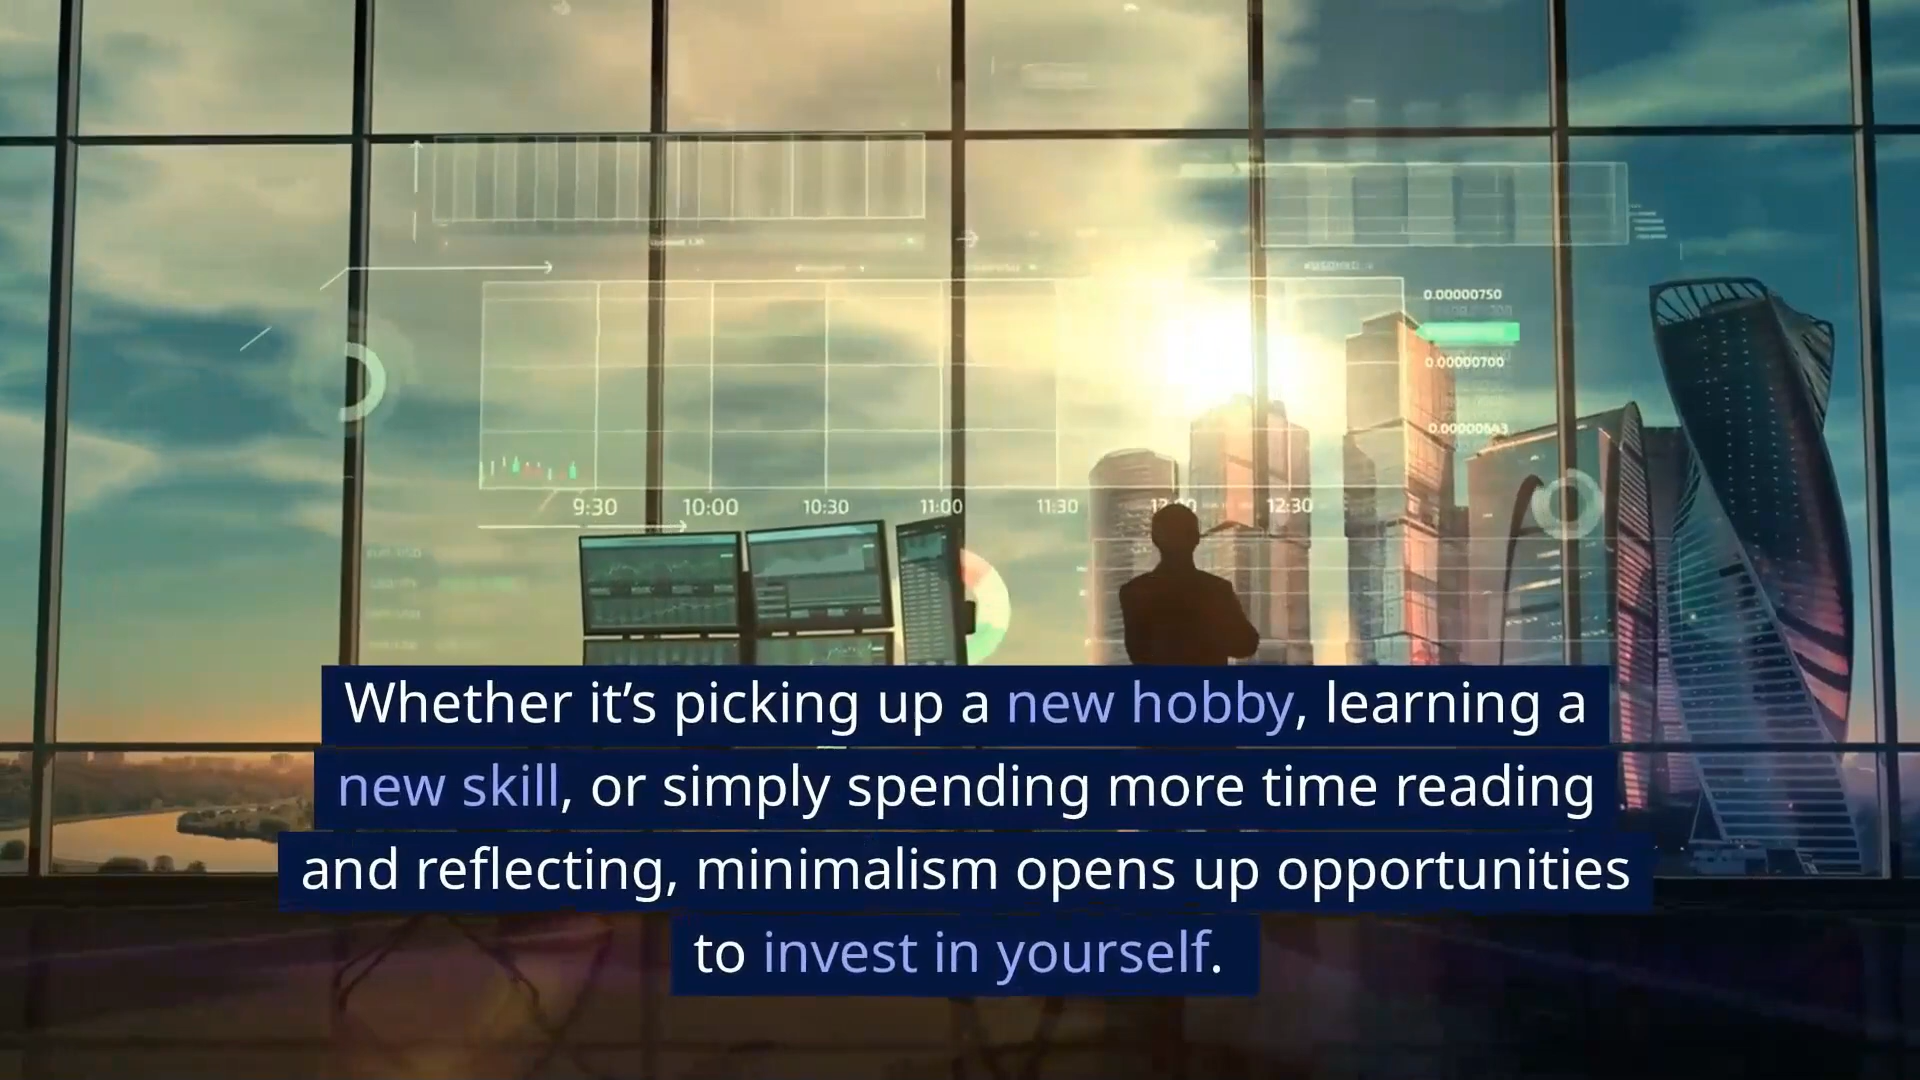 0.00000750
0.00000700
0.00000643
9:30 10:00 10:30 11:00 11:30 12:30
Whether it’s picking up a new hobby, learning a
new skill, or simply spending more time reading
and reflecting, minimalism opens up opportunities
to invest in yourself.